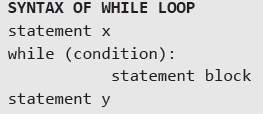 SYNTAX OF WHILE LOOP
statement x
while (condition):
statement block
statement y